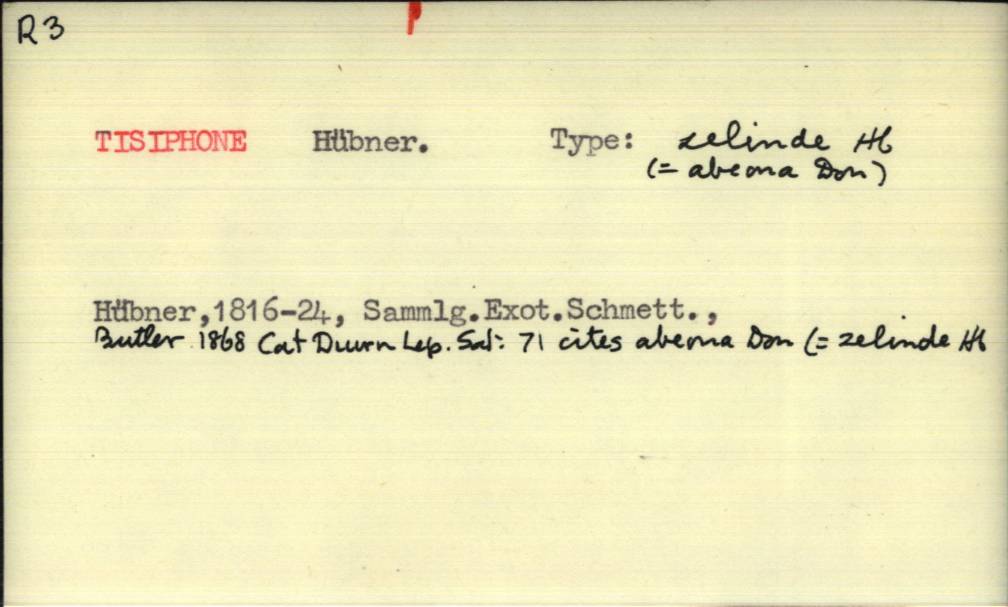 R3
TISIPHONE Hübner. Type: zelinde Hb
(= abeona Don)
Hübner,1816-24, Sammlg.Exot.Schmett.,
Butler 1868 Cat Diurn Lep. Sat: 71 cites abeona Don (= zelinde Hb